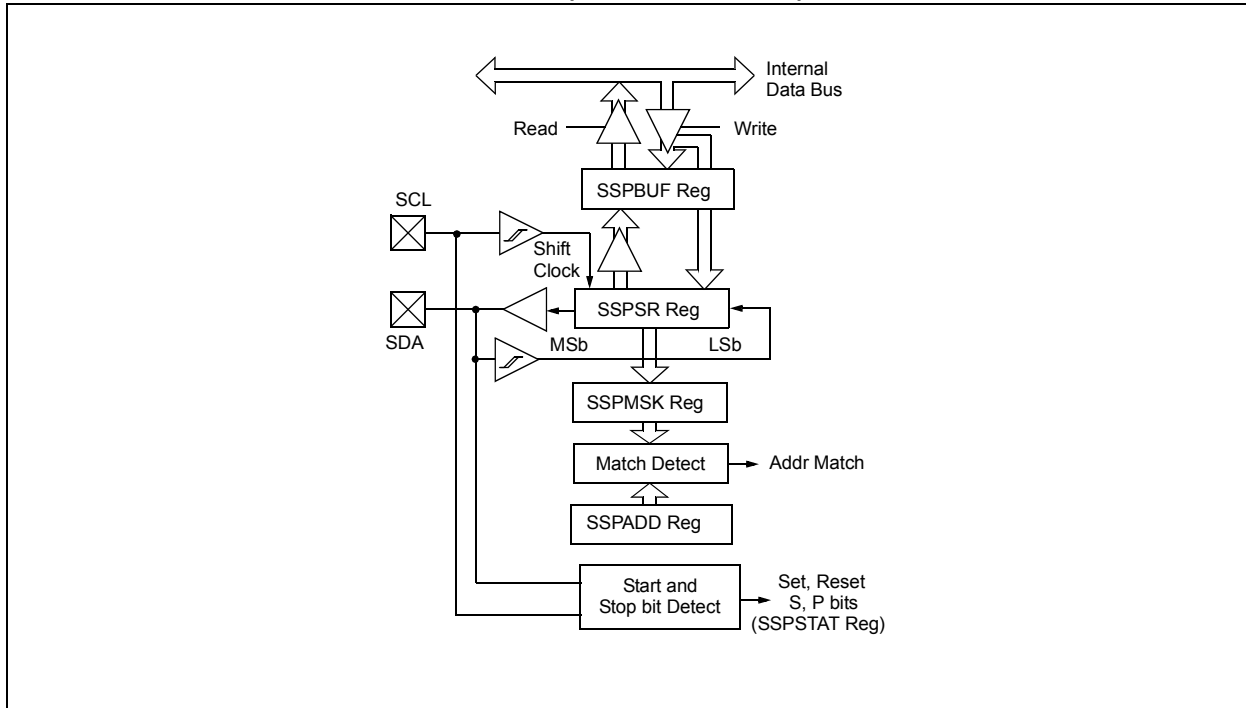 Internal
Data Bus
Read
Write
SSPBUF Reg
SCL
Shift
Clock
SSPSR Reg
SDA
MSb
LSb
SSPMSK Reg
Match Detect
Addr Match
SSPADD Reg
Start and
Stop bit Detect
Set, Reset
S, P bits
(SSPSTAT Reg)